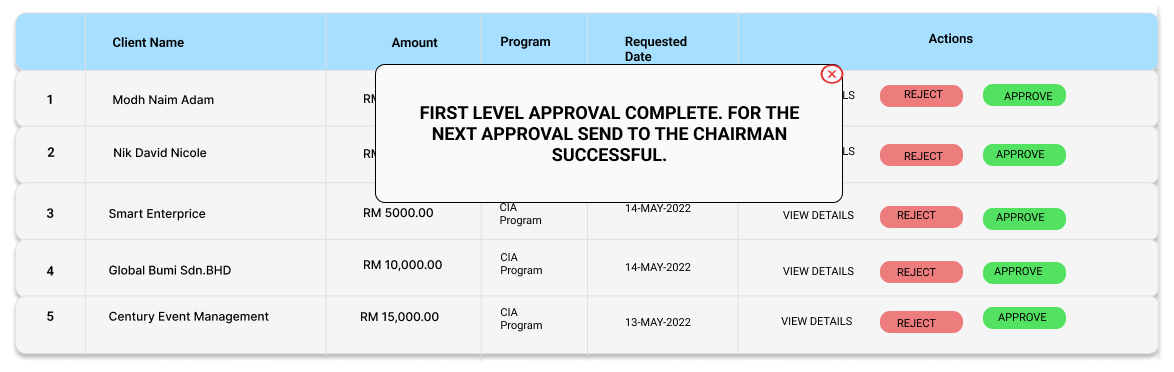 Client Name Amount Program Requested Date Actions
1 Modh Naim Adam RM LS REJECT APPROVE
FIRST LEVEL APPROVAL COMPLETE. FOR THE
NEXT APPROVAL SEND TO THE CHAIRMAN
SUCCESSFUL.
2 Nik David Nicole RM LS REJECT APPROVE
3 Smart Enterprice RM 5000.00 CIA Program 14-MAY-2022 VIEW DETAILS REJECT APPROVE
4 Global Bumi Sdn.BHD RM 10,000.00 CIA Program 14-MAY-2022 VIEW DETAILS REJECT APPROVE
5 Century Event Management RM 15,000.00 CIA Program 13-MAY-2022 VIEW DETAILS REJECT APPROVE